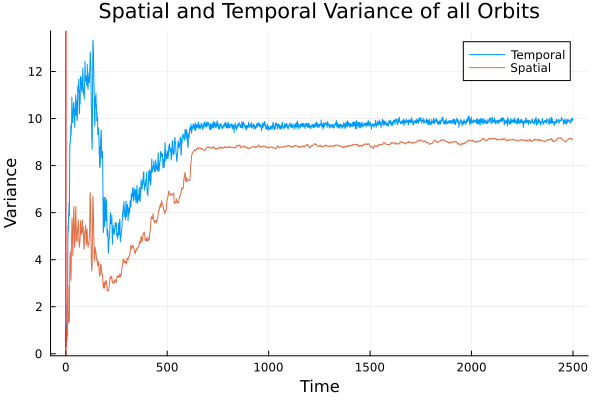 Spatial and Temporal Variance of all Orbits
Temporal
Spatial
12
10
8
6
4
2
0
Variance
0 500 1000 1500 2000 2500
Time